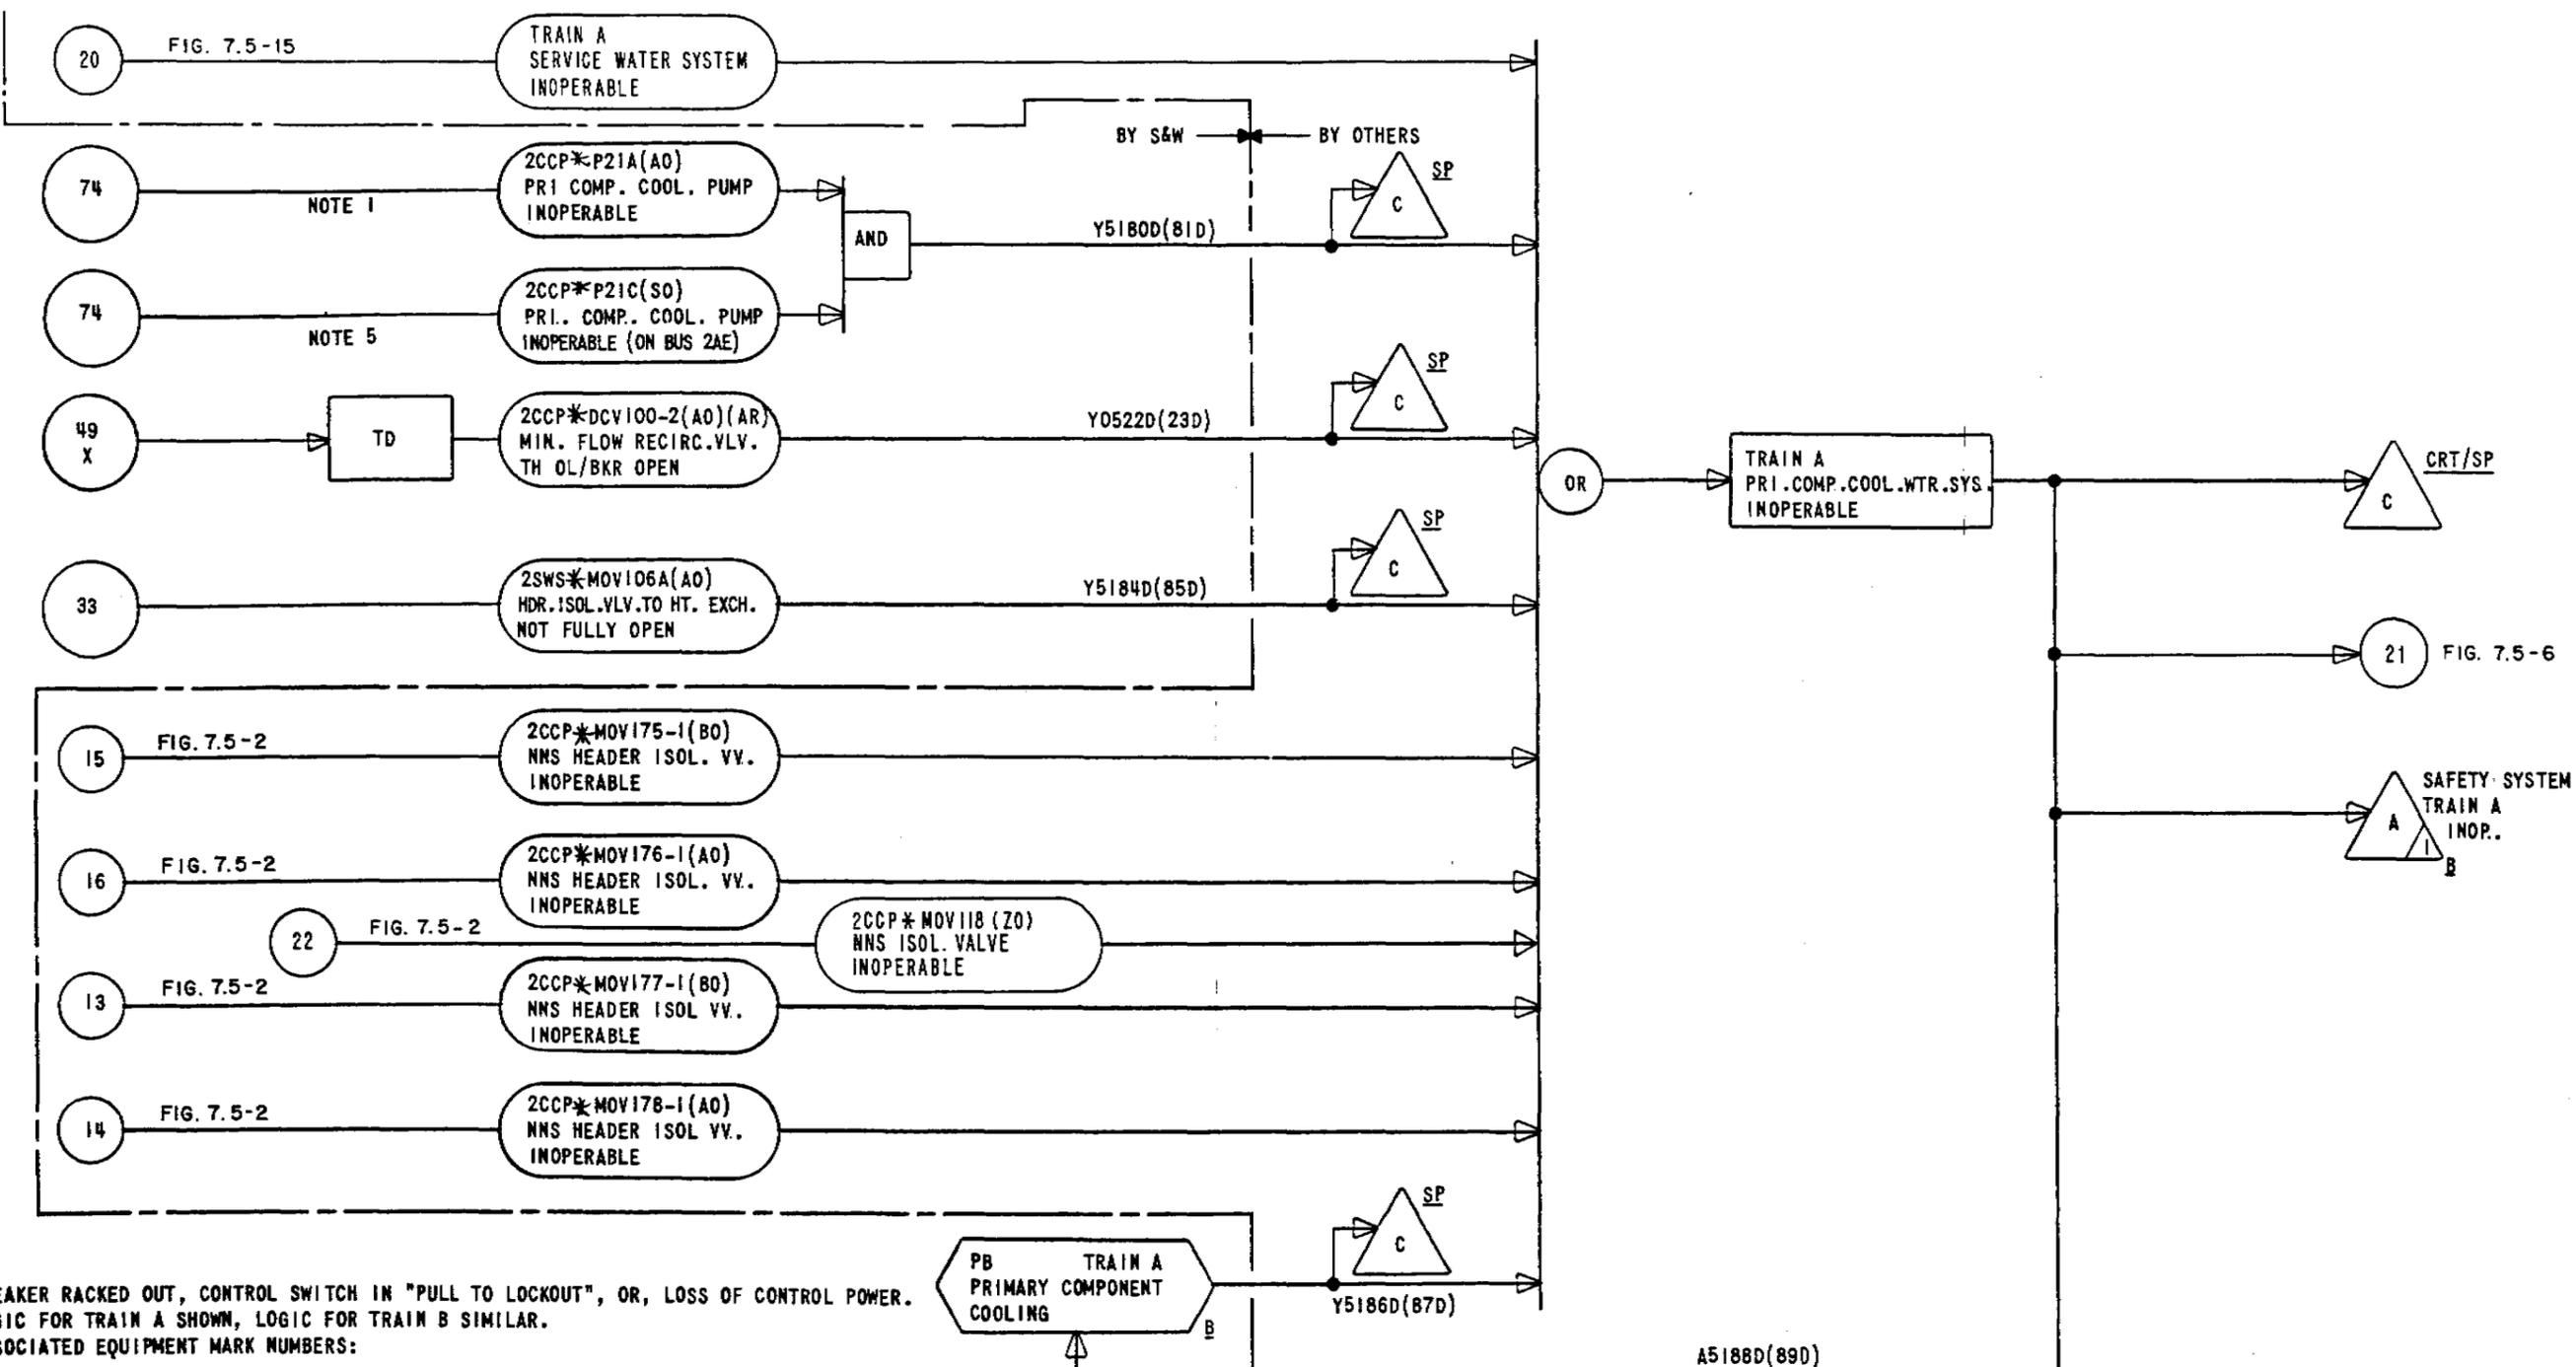 20
FIG. 7.5-15
TRAIN A
SERVICE WATER SYSTEM
INOPERABLE
BY S&W
BY OTHERS
74
NOTE 1
2CCP*P21A(AO)
PRI COMP. COOL. PUMP
INOPERABLE
AND
Y5180D(81D)
C
SP
74
NOTE 5
2CCP*P21C(SO)
PRI.. COMP.. COOL. PUMP
INOPERABLE (ON BUS 2AE)
49
X
TD
2CCP*DCV100-2(AO)(AR)
MIN. FLOW RECIRC.VLV.
TH OL/BKR OPEN
Y0522D(23D)
C
SP
OR
TRAIN A
PRI.COMP.COOL.WTR.SYS.
INOPERABLE
C
CRT/SP
33
2SWS*MOV106A(AO)
HDR.ISOL.VLV.TO HT. EXCH.
NOT FULLY OPEN
Y5184D(85D)
C
SP
21
FIG. 7.5-6
15
FIG. 7.5-2
2CCP*MOV175-1(BO)
NNS HEADER ISOL. VV..
INOPERABLE
A
1
B
SAFETY SYSTEM
TRAIN A
INOP..
16
FIG. 7.5-2
2CCP*MOV176-1(AO)
NNS HEADER ISOL. VV..
INOPERABLE
22
FIG. 7.5-2
2CCP*MOV118(ZO)
NNS ISOL. VALVE
INOPERABLE
13
FIG. 7.5-2
2CCP*MOV177-1(BO)
NNS HEADER ISOL VV..
INOPERABLE
14
FIG. 7.5-2
2CCP*MOV178-1(AO)
NNS HEADER ISOL VV..
INOPERABLE
PB TRAIN A
PRIMARY COMPONENT
COOLING
B
Y5186D(87D)
C
SP
EAKER RACKED OUT, CONTROL SWITCH IN "PULL TO LOCKOUT", OR, LOSS OF CONTROL POWER.
GIC FOR TRAIN A SHOWN, LOGIC FOR TRAIN B SIMILAR.
SOCIATED EQUIPMENT MARK NUMBERS:
A5188D(89D)